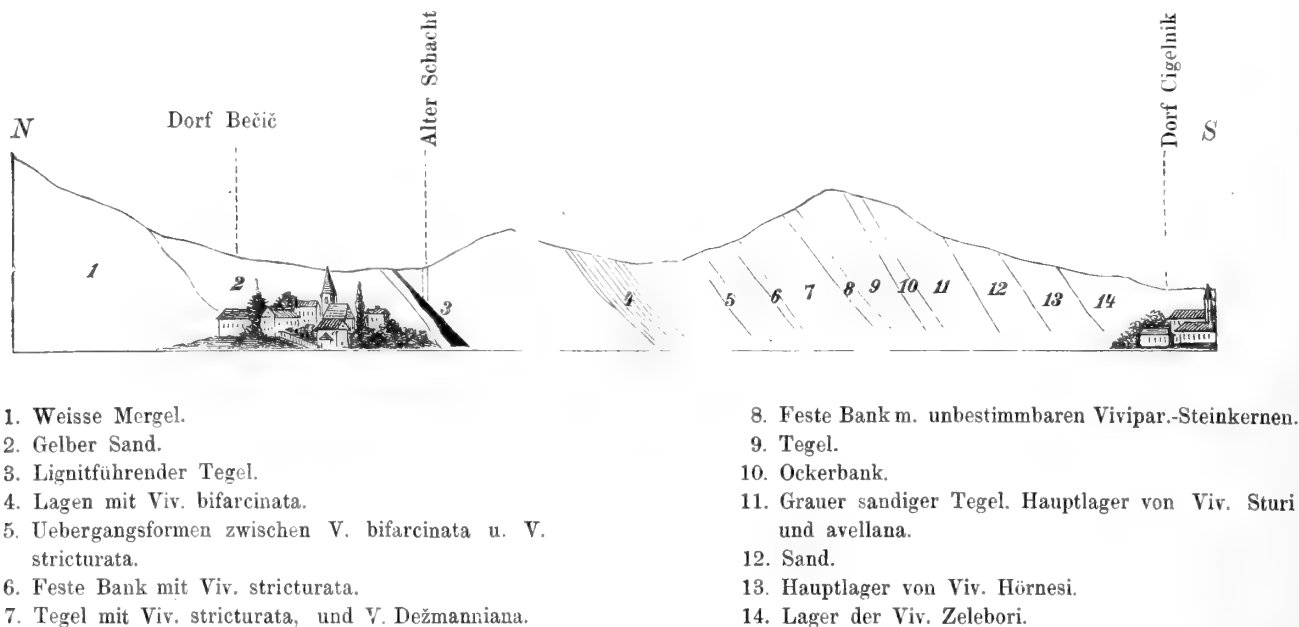 Alter Schacht
Dorf Cigelnik
N
Dorf Bečič
S
1
2
3
4
5
6
7
8
9
10
11
12
13
14
1. Weisse Mergel.
2. Gelber Sand.
3. Lignitführender Tegel.
4. Lagen mit Viv. bifarcinata.
5. Uebergangsformen zwischen V. bifarcinata u. V.
stricturata.
6. Feste Bank mit Viv. stricturata.
7. Tegel mit Viv. stricturata, und V. Dežmanniana.
8. Feste Bank m. unbestimmbaren Vivipar.-Steinkernen.
9. Tegel.
10. Ockerbank.
11. Grauer sandiger Tegel. Hauptlager von Viv. Sturi
und avellana.
12. Sand.
13. Hauptlager von Viv. Hörnesi.
14. Lager der Viv. Zelebori.